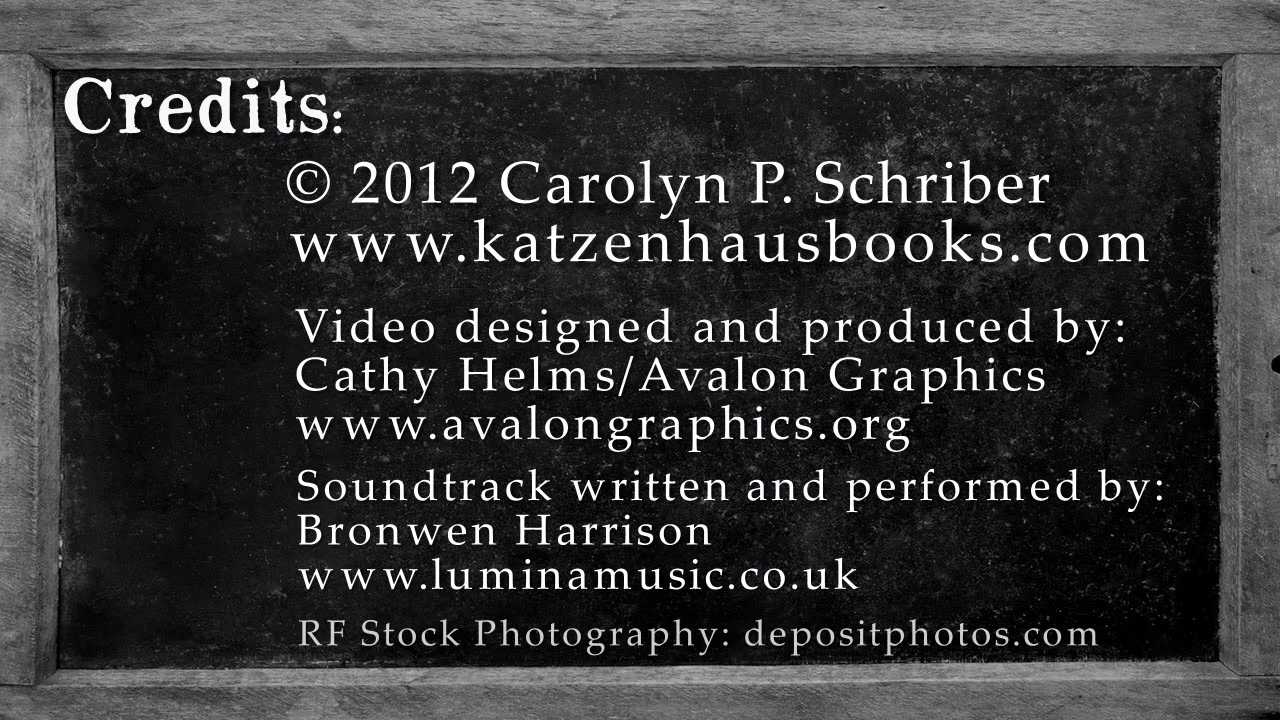 Credits:
© 2012 Carolyn P. Schriber
www.katzenhausbooks.com
Video designed and produced by:
Cathy Helms/Avalon Graphics
www.avalongraphics.org
Soundtrack written and performed by:
Bronwen Harrison
www.luminamusic.co.uk
RF Stock Photography: depositphotos.com